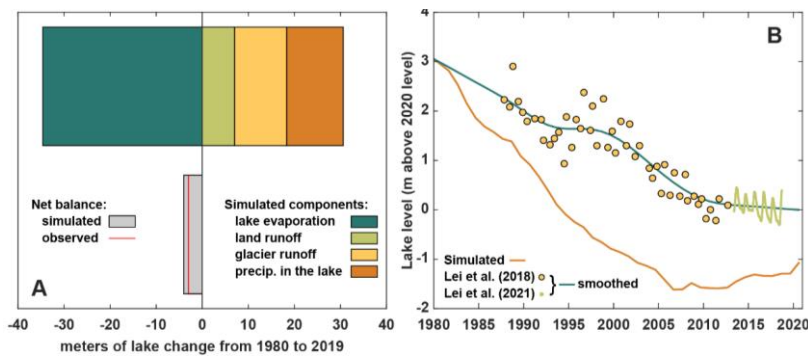 Net balance:
simulated
observed
Simulated components:
lake evaporation
land runoff
glacier runoff
precip. in the lake
A
-40 -30 -20 -10 0 10 20 30 40
meters of lake change from 1980 to 2019
B
4
3
2
1
0
-1
-2
Lake level (m above 2020 level)
Simulated
Lei et al. (2018)
Lei et al. (2021)
smoothed
1980 1985 1990 1995 2000 2005 2010 2015 2020